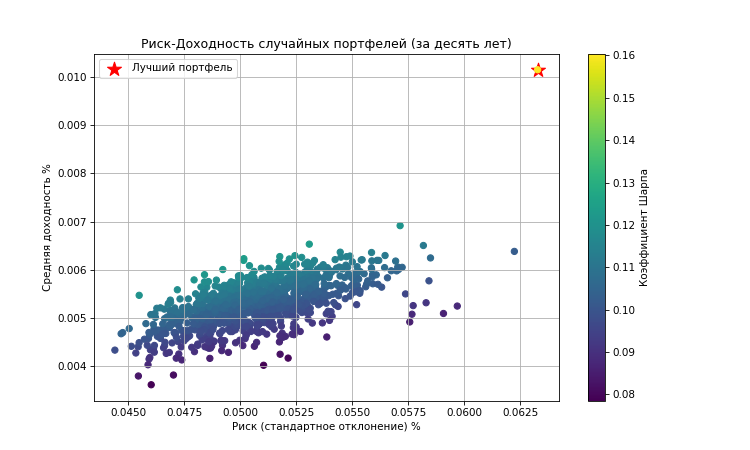 Риск-Доходность случайных портфелей (за десять лет)
Лучший портфель
0.010
0.009
0.008
0.007
0.006
0.005
0.004
Средняя доходность %
0.0450 0.0475 0.0500 0.0525 0.0550 0.0575 0.0600 0.0625
Риск (стандартное отклонение) %
0.16
0.15
0.14
0.13
0.12
0.11
0.10
0.09
0.08
Коэффициент Шарпа